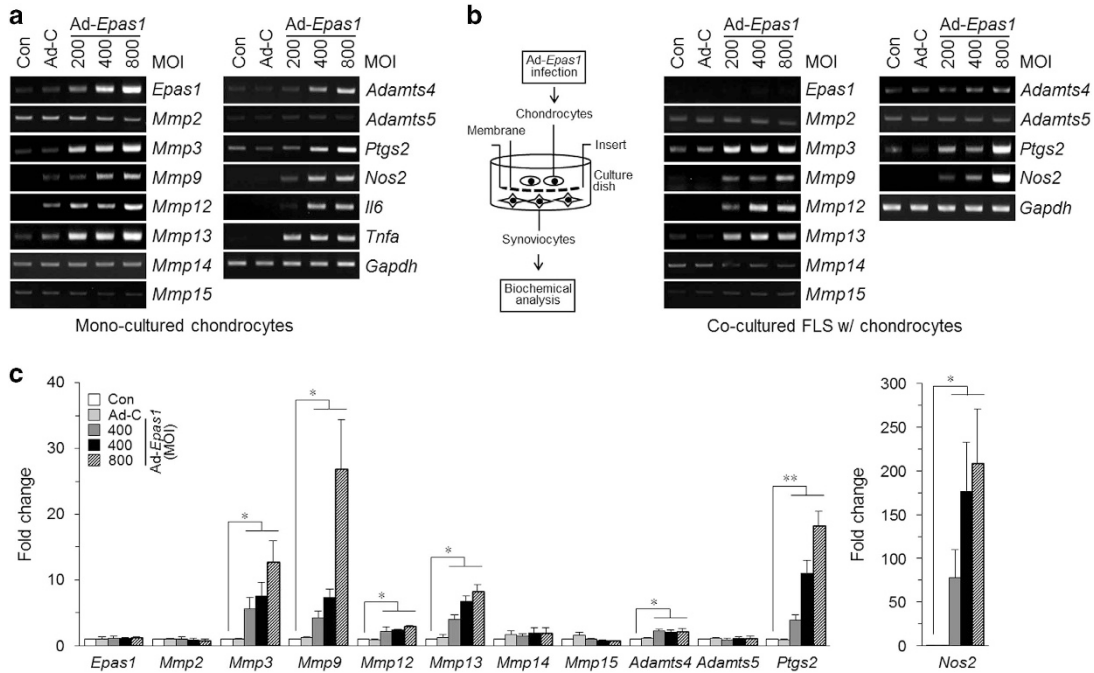 a
Con
Ad-C
Ad-Epas1
200
400
800
MOI
Epas1
Mmp2
Mmp3
Mmp9
Mmp12
Mmp13
Mmp14
Mmp15
Con
Ad-C
Ad-Epas1
200
400
800
MOI
Adamts4
Adamts5
Ptgs2
Nos2
Il6
Tnfa
Gapdh
Mono-cultured chondrocytes
b
Ad-Epas1
infection
Chondrocytes
Membrane
Insert
Culture
dish
Synoviocytes
Biochemical
analysis
Con
Ad-C
Ad-Epas1
200
400
800
MOI
Epas1
Mmp2
Mmp3
Mmp9
Mmp12
Mmp13
Mmp14
Mmp15
Con
Ad-C
Ad-Epas1
200
400
800
MOI
Adamts4
Adamts5
Ptgs2
Nos2
Gapdh
Co-cultured FLS w/ chondrocytes
c
Fold change
40
30
20
10
0
Con
Ad-C
400
400
800
Ad-Epas1
(MOI)
*
*
*
*
*
**
Epas1 Mmp2 Mmp3 Mmp9 Mmp12 Mmp13 Mmp14 Mmp15 Adamts4 Adamts5 Ptgs2
Fold change
300
250
200
150
100
50
0
*
Nos2